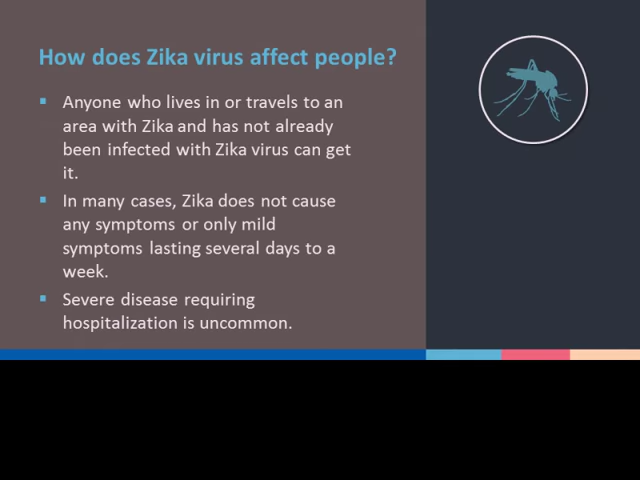 How does Zika virus affect people?
▪ Anyone who lives in or travels to an
area with Zika and has not already
been infected with Zika virus can get
it.
▪ In many cases, Zika does not cause
any symptoms or only mild
symptoms lasting several days to a
week.
▪ Severe disease requiring
hospitalization is uncommon.